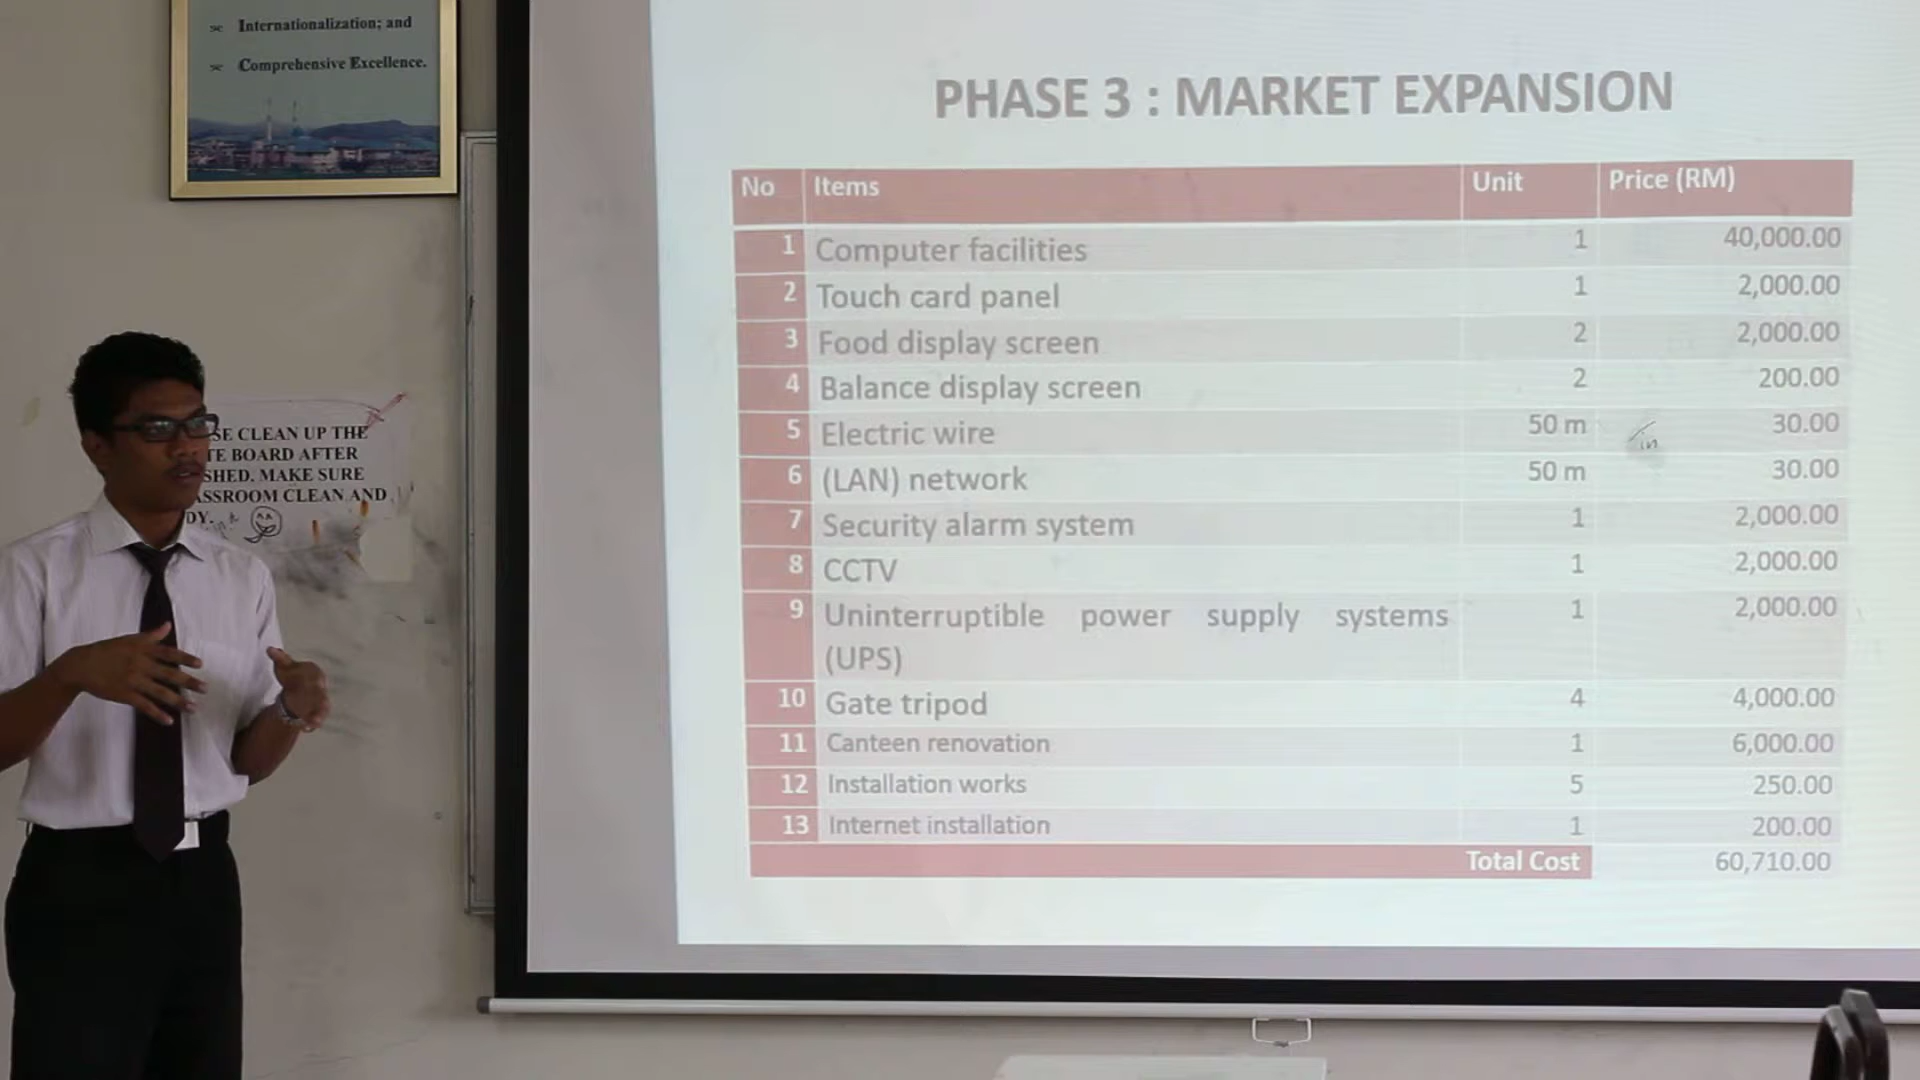 Internationalization; and
Comprehensive Excellence.
SE CLEAN UP THE
TE BOARD AFTER
SHED. MAKE SURE
ASSROOM CLEAN AND
DY.
PHASE 3 : MARKET EXPANSION
No Items Unit Price (RM)
1 Computer facilities 1 40,000.00
2 Touch card panel 1 2,000.00
3 Food display screen 2 2,000.00
4 Balance display screen 2 200.00
5 Electric wire 50 m 30.00
6 (LAN) network 50 m 30.00
7 Security alarm system 1 2,000.00
8 CCTV 1 2,000.00
9 Uninterruptible power supply systems 1 2,000.00
(UPS)
10 Gate tripod 4 4,000.00
11 Canteen renovation 1 6,000.00
12 Installation works 5 250.00
13 Internet installation 1 200.00
Total Cost 60,710.00